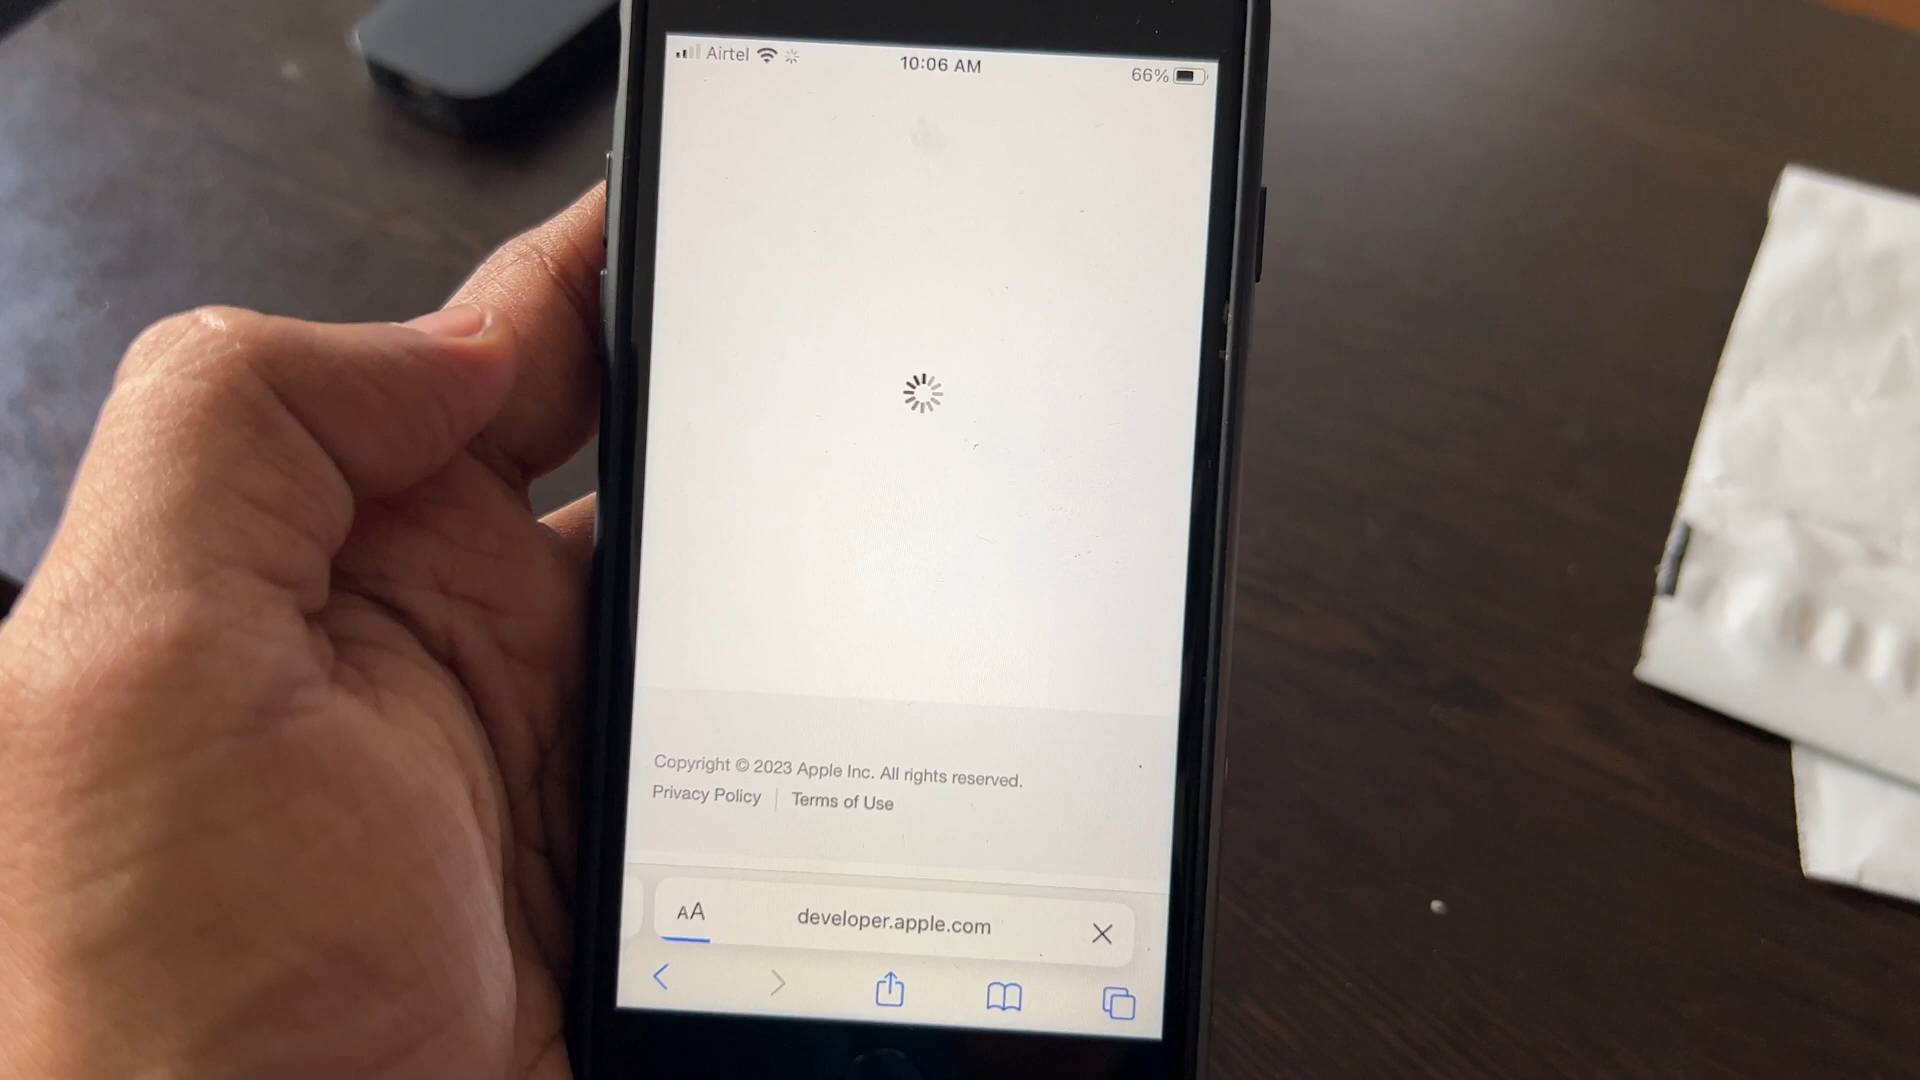 Airtel 10:06 AM 66%
Copyright © 2023 Apple Inc. All rights reserved.
Privacy Policy | Terms of Use
AA developer.apple.com